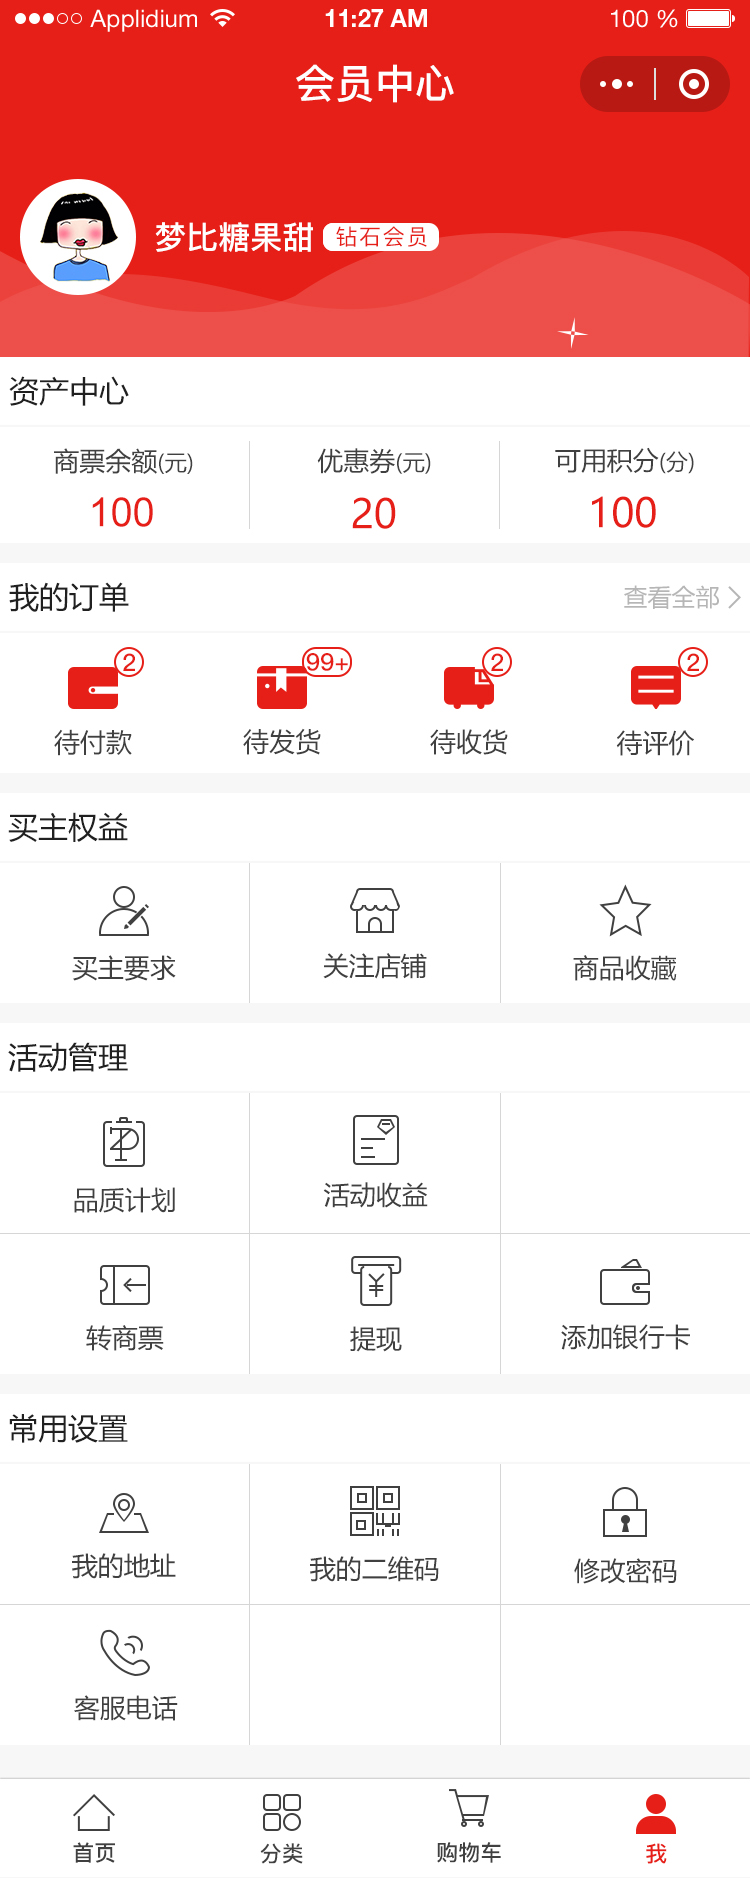 Applidium 11:27 AM 100 %
会员中心
梦比糖果甜 钻石会员
资产中心
商票余额(元) 优惠券(元) 可用积分(分)
100 20 100
我的订单 查看全部
2 99+ 2 2
待付款 待发货 待收货 待评价
买主权益
买主要求 关注店铺 商品收藏
活动管理
品质计划 活动收益
转商票 提现 添加银行卡
常用设置
我的地址 我的二维码 修改密码
客服电话
首页 分类 购物车 我